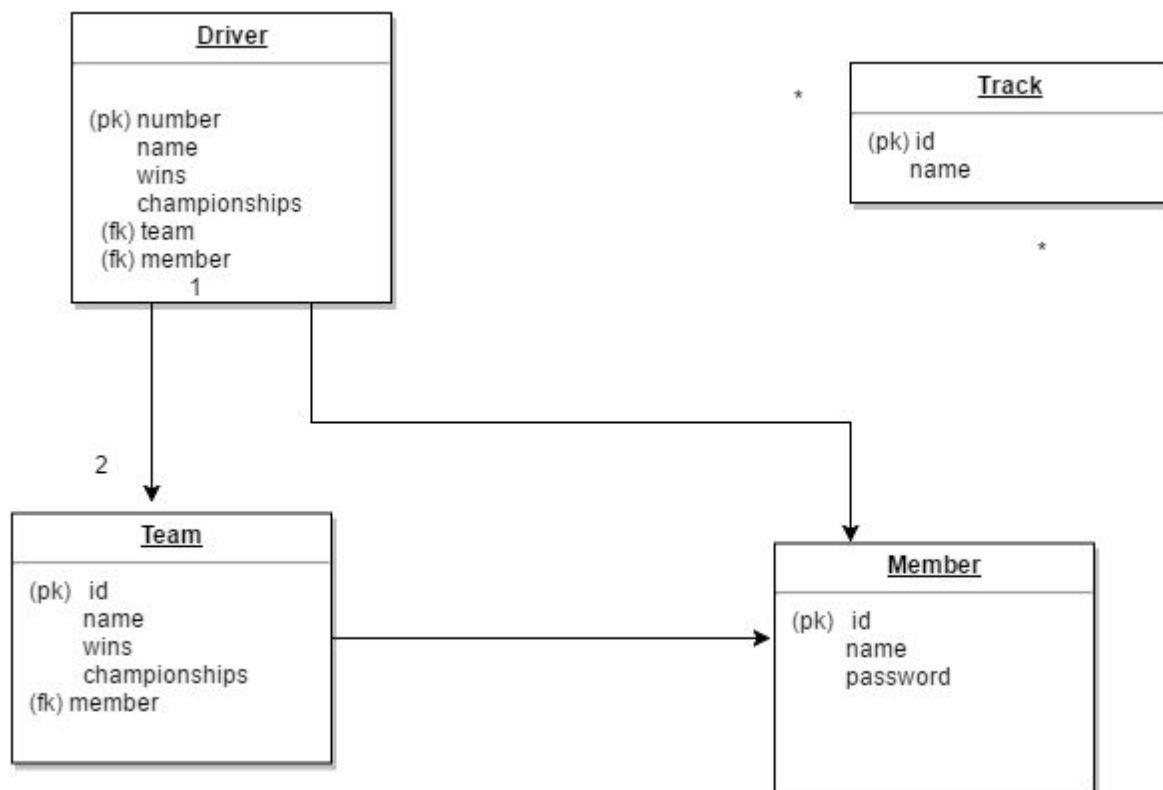 Driver
(pk) number
name
wins
championships
(fk) team
(fk) member
1
*
Track
(pk) id
name
*
2
Team
(pk) id
name
wins
championships
(fk) member
Member
(pk) id
name
password